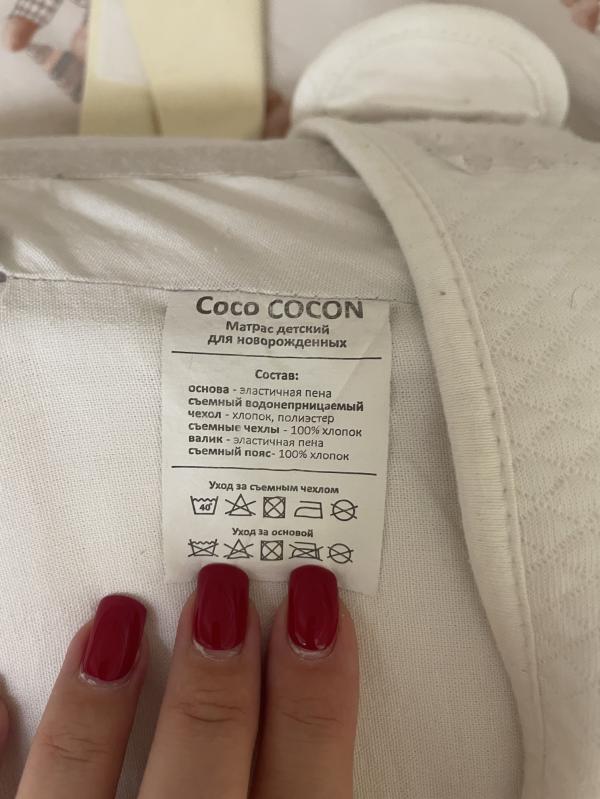 Coco COCON
Матрас детский
для новорожденных
Состав:
основа - эластичная пена
съемный водонеприницаемый
чехол - хлопок, полиэстер
съемные чехлы - 100% хлопок
валик - эластичная пена
съемный пояс- 100% хлопок
Уход за съемным чехлом
40°
Уход за основой